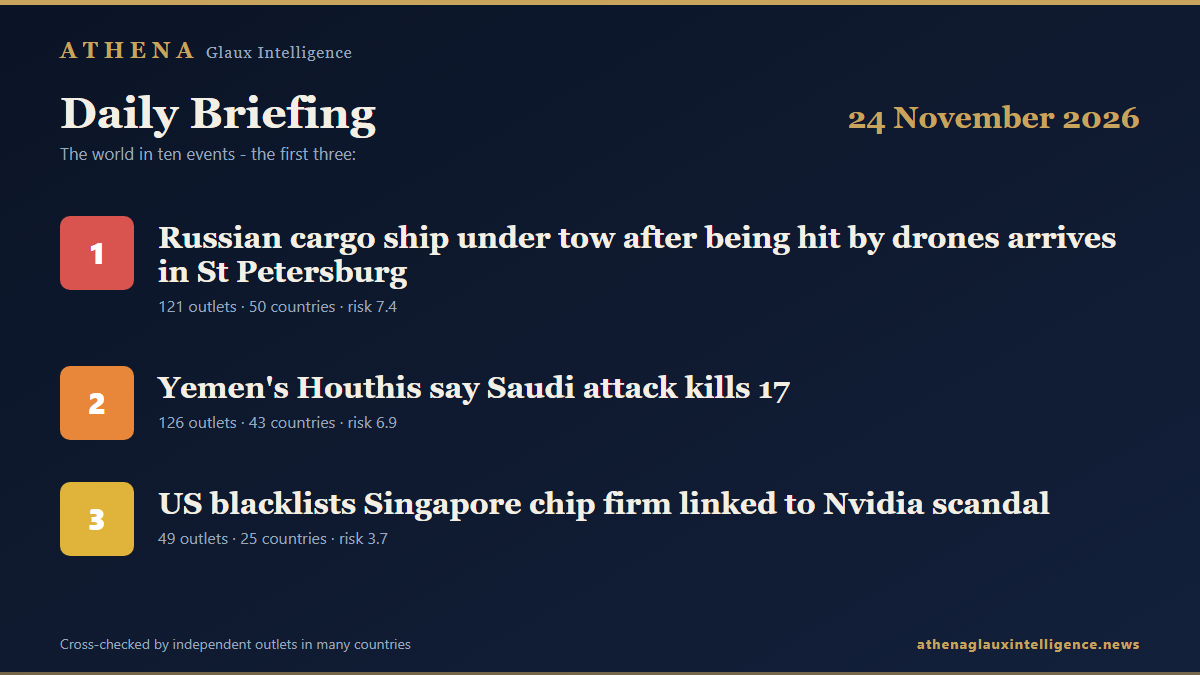 ATHENA Glaux Intelligence
Daily Briefing
24 November 2026
The world in ten events - the first three:
1
Russian cargo ship under tow after being hit by drones arrives
in St Petersburg
121 outlets · 50 countries · risk 7.4
2
Yemen's Houthis say Saudi attack kills 17
126 outlets · 43 countries · risk 6.9
3
US blacklists Singapore chip firm linked to Nvidia scandal
49 outlets · 25 countries · risk 3.7
Cross-checked by independent outlets in many countries
athenaglauxintelligence.news